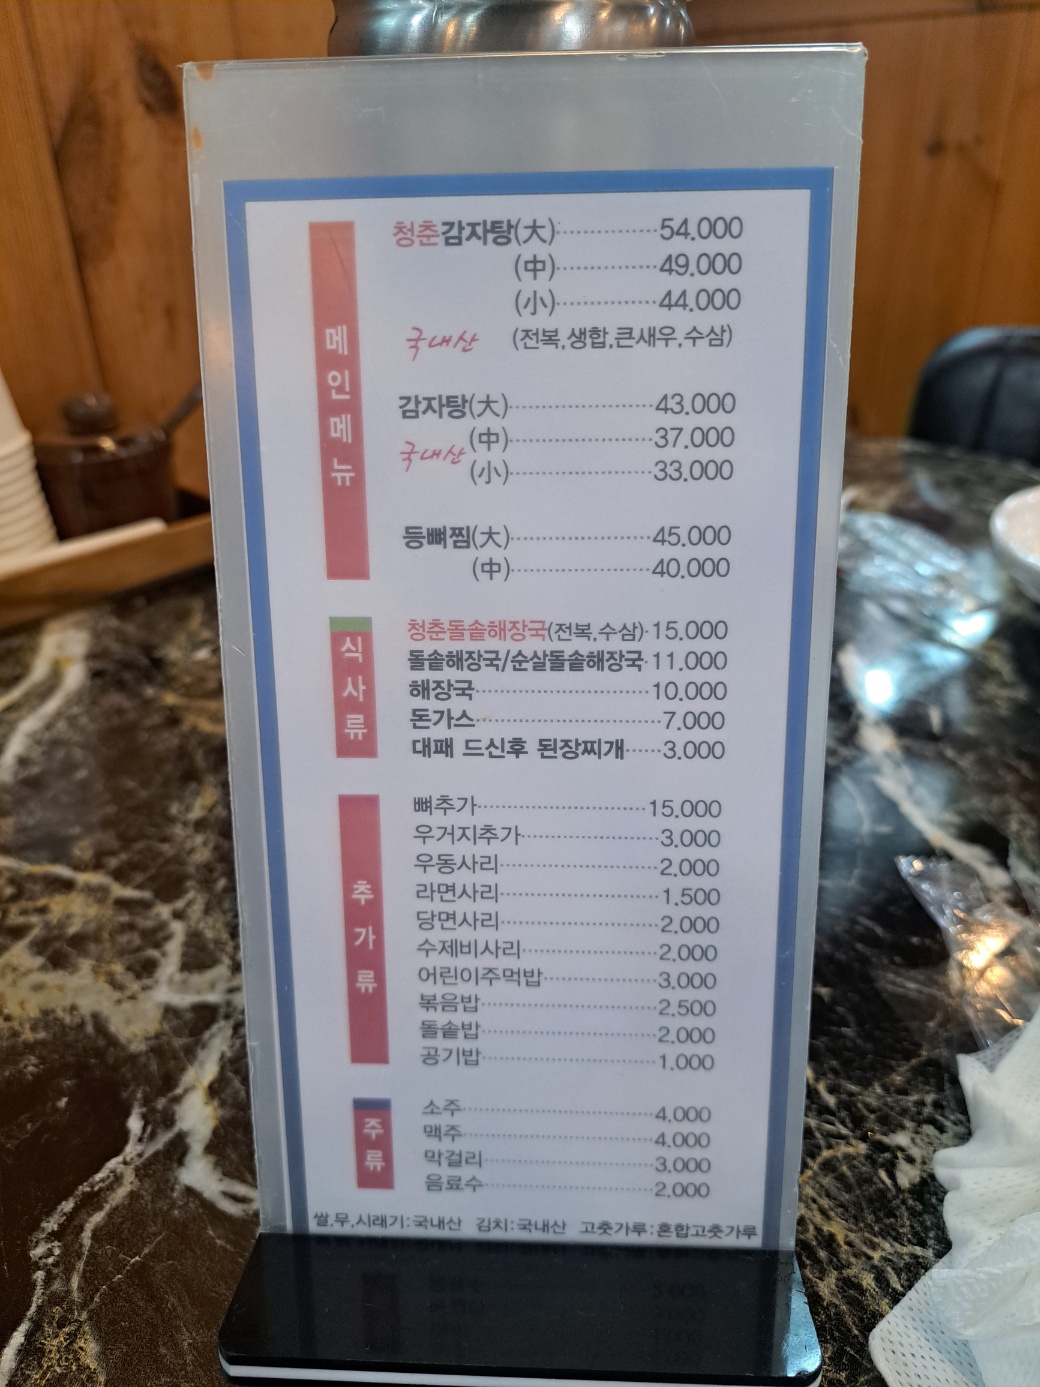 메인메뉴
청춘감자탕(大) 54.000
(中) 49.000
(小) 44.000
국내산 (전복,생합,큰새우,수삼)
감자탕(大) 43.000
국내산 (中) 37.000
(小) 33.000
등뼈찜(大) 45.000
(中) 40.000
식사류
청춘돌솥해장국(전복,수삼) 15.000
돌솥해장국/순살돌솥해장국 11.000
해장국 10.000
돈가스 7.000
대패 드신후 된장찌개 3.000
추가류
뼈추가 15.000
우거지추가 3.000
우동사리 2.000
라면사리 1.500
당면사리 2.000
수제비사리 2.000
어린이주먹밥 3.000
볶음밥 2.500
돌솥밥 2.000
공기밥 1.000
주류
소주 4.000
맥주 4.000
막걸리 3.000
음료수 2.000
쌀,무,시래기:국내산 김치:국내산 고춧가루:혼합고춧가루